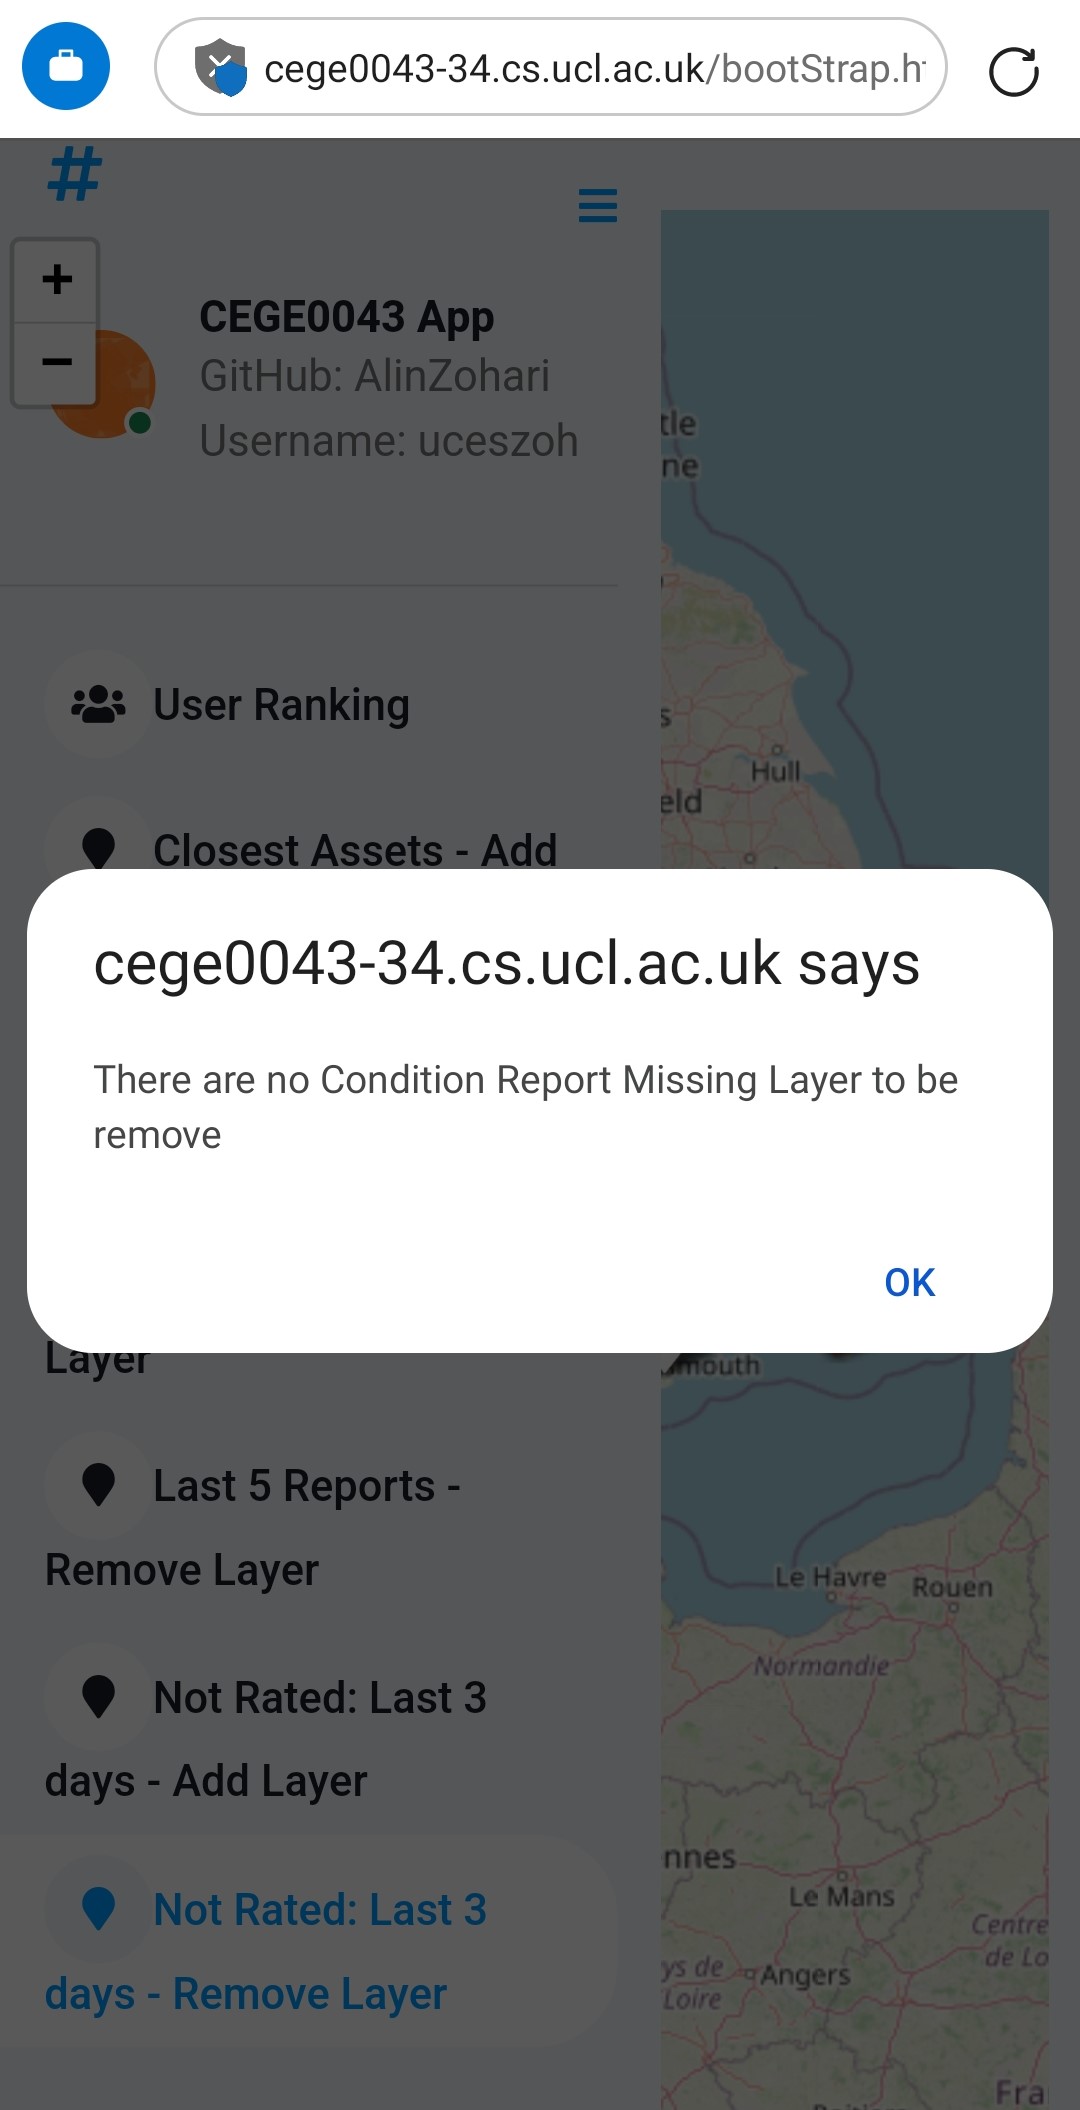 cege0043-34.cs.ucl.ac.uk/bootStrap.h
#
+
−
CEGE0043 App
GitHub: AlinZohari
Username: uceszoh
User Ranking
Closest Assets - Add
cege0043-34.cs.ucl.ac.uk says
There are no Condition Report Missing Layer to be
remove
OK
Layer
Last 5 Reports -
Remove Layer
Not Rated: Last 3
days - Add Layer
Not Rated: Last 3
days - Remove Layer
tle
ne
s
Hull
eld
mouth
Le Havre
Rouen
Normandie
nnes
Le Mans
Centre
de Lo
ys de
Loire
Angers
Fra